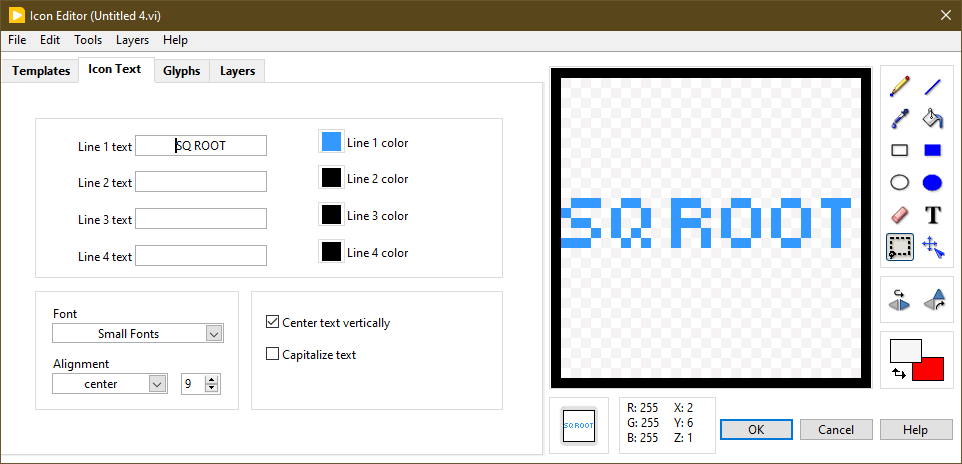 Icon Editor (Untitled 4.vi)
File Edit Tools Layers Help
Templates Icon Text Glyphs Layers
Line 1 text SQ ROOT Line 1 color
Line 2 text Line 2 color
Line 3 text Line 3 color
Line 4 text Line 4 color
Font
Small Fonts
Alignment
center 9
Center text vertically
Capitalize text
SQ ROOT
T
SQ ROOT
R: 255 X: 2
G: 255 Y: 6
B: 255 Z: 1
OK Cancel Help